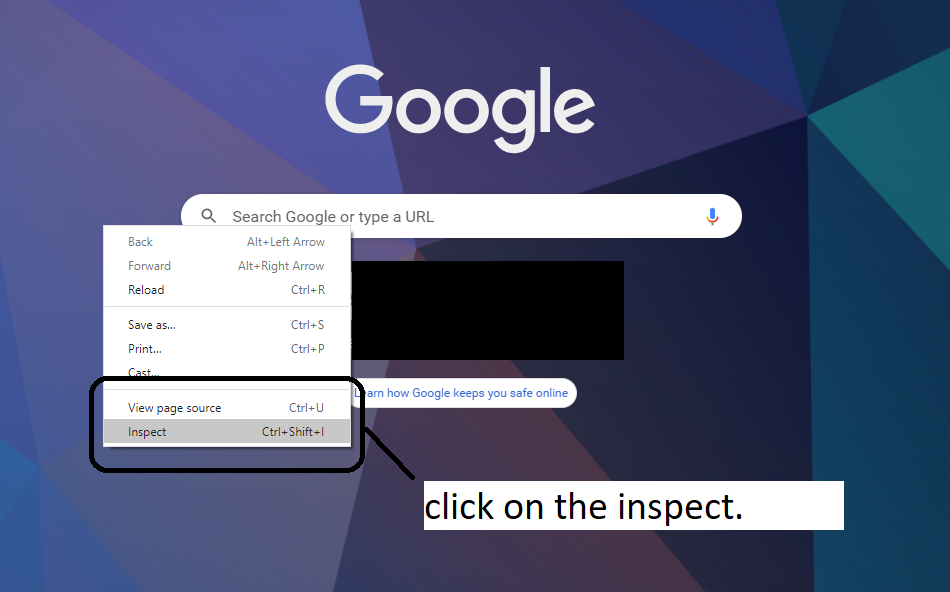 Google
Search Google or type a URL
Back Alt+Left Arrow
Forward Alt+Right Arrow
Reload Ctrl+R
Save as... Ctrl+S
Print... Ctrl+P
Cast...
Learn how Google keeps you safe online
View page source Ctrl+U
Inspect Ctrl+Shift+I
click on the inspect.